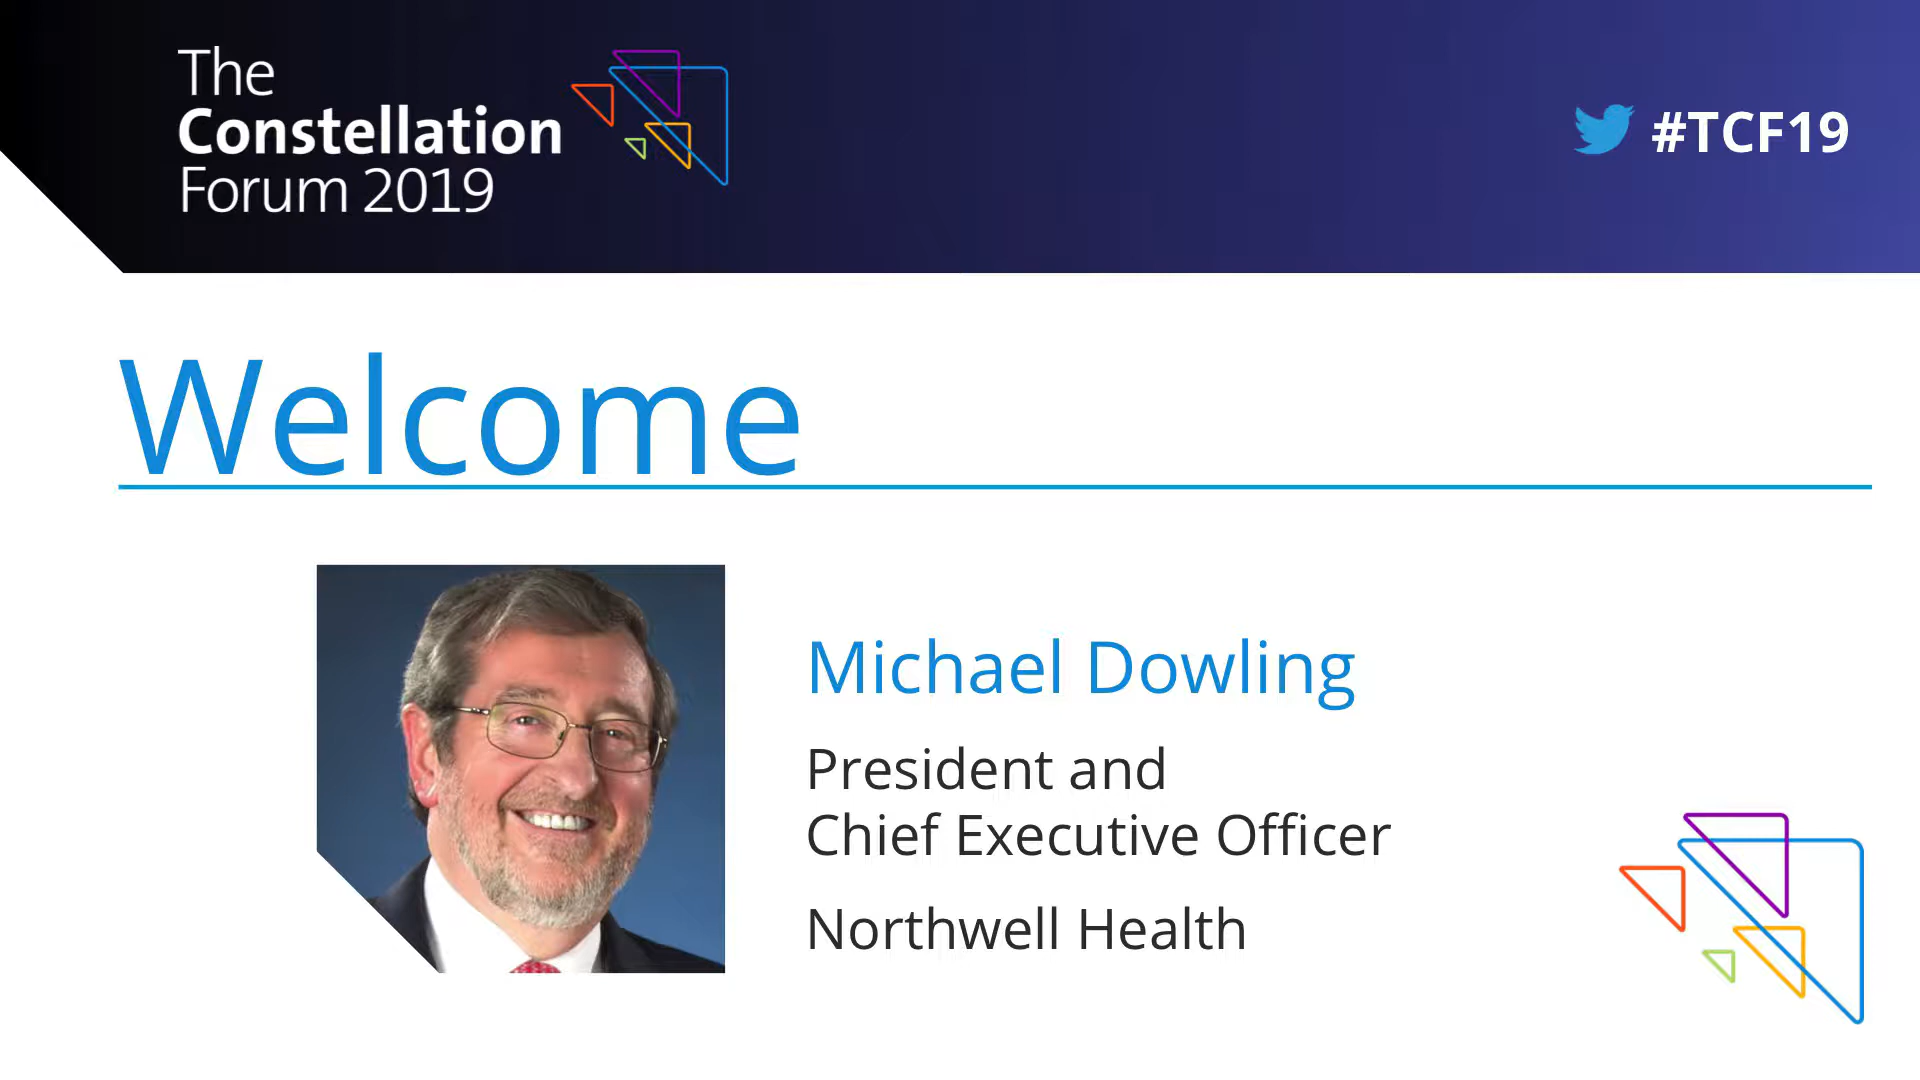 The
Constellation
Forum 2019
#TCF19
Welcome
Michael Dowling
President and
Chief Executive Officer
Northwell Health